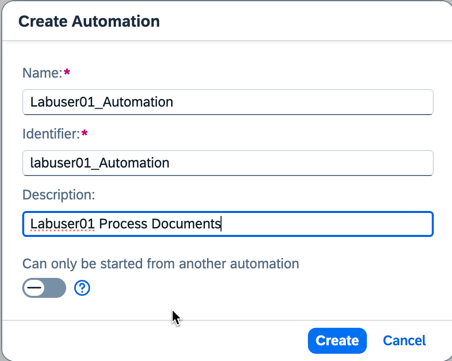 Create Automation
Name:*
Labuser01_Automation
Identifier:*
labuser01_Automation
Description:
Labuser01 Process Documents
Can only be started from another automation
Create Cancel